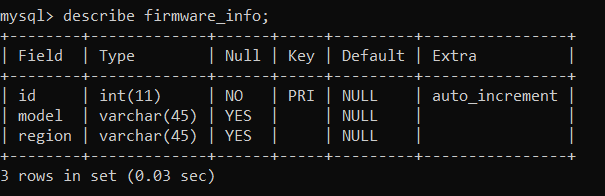 mysql> describe firmware_info;
+--------+-------------+------+-----+---------+----------------+
| Field  | Type        | Null | Key | Default | Extra          |
+--------+-------------+------+-----+---------+----------------+
| id     | int(11)     | NO   | PRI | NULL    | auto_increment |
| model  | varchar(45) | YES  |     | NULL    |                |
| region | varchar(45) | YES  |     | NULL    |                |
+--------+-------------+------+-----+---------+----------------+
3 rows in set (0.03 sec)